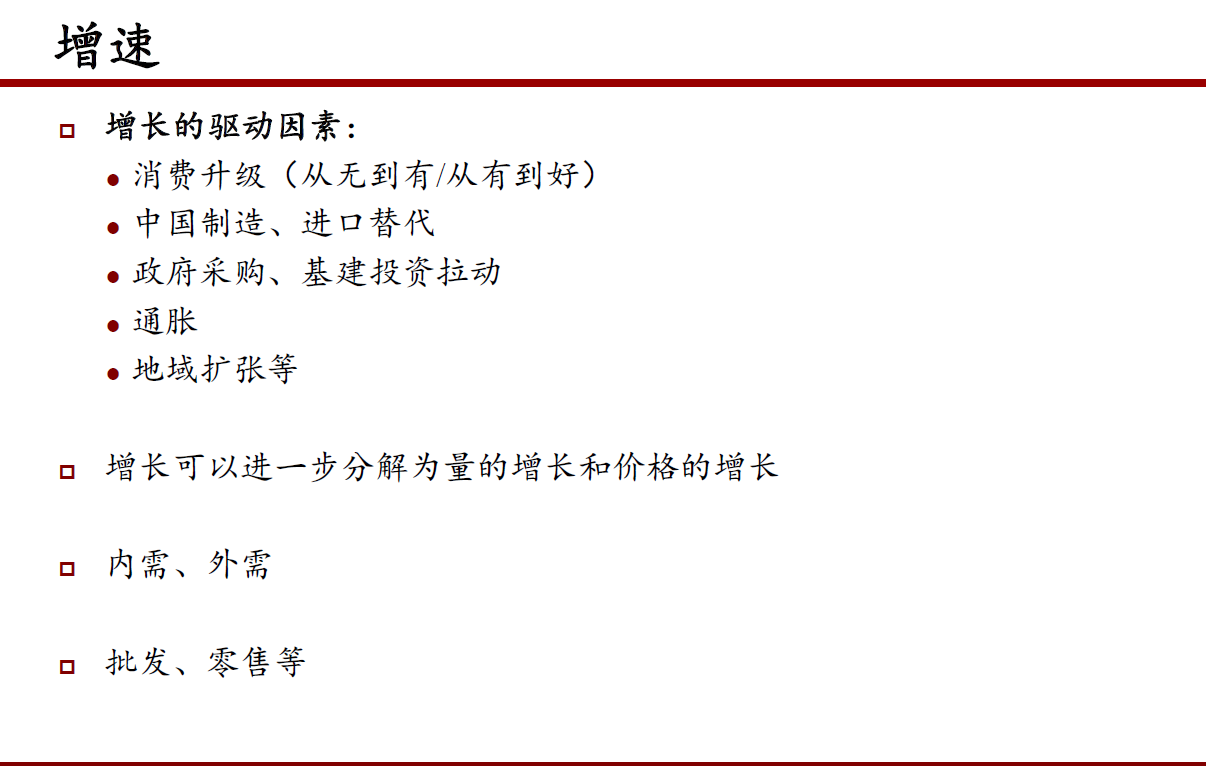 增速
增长的驱动因素：
消费升级（从无到有/从有到好）
中国制造、进口替代
政府采购、基建投资拉动
通胀
地域扩张等
增长可以进一步分解为量的增长和价格的增长
内需、外需
批发、零售等